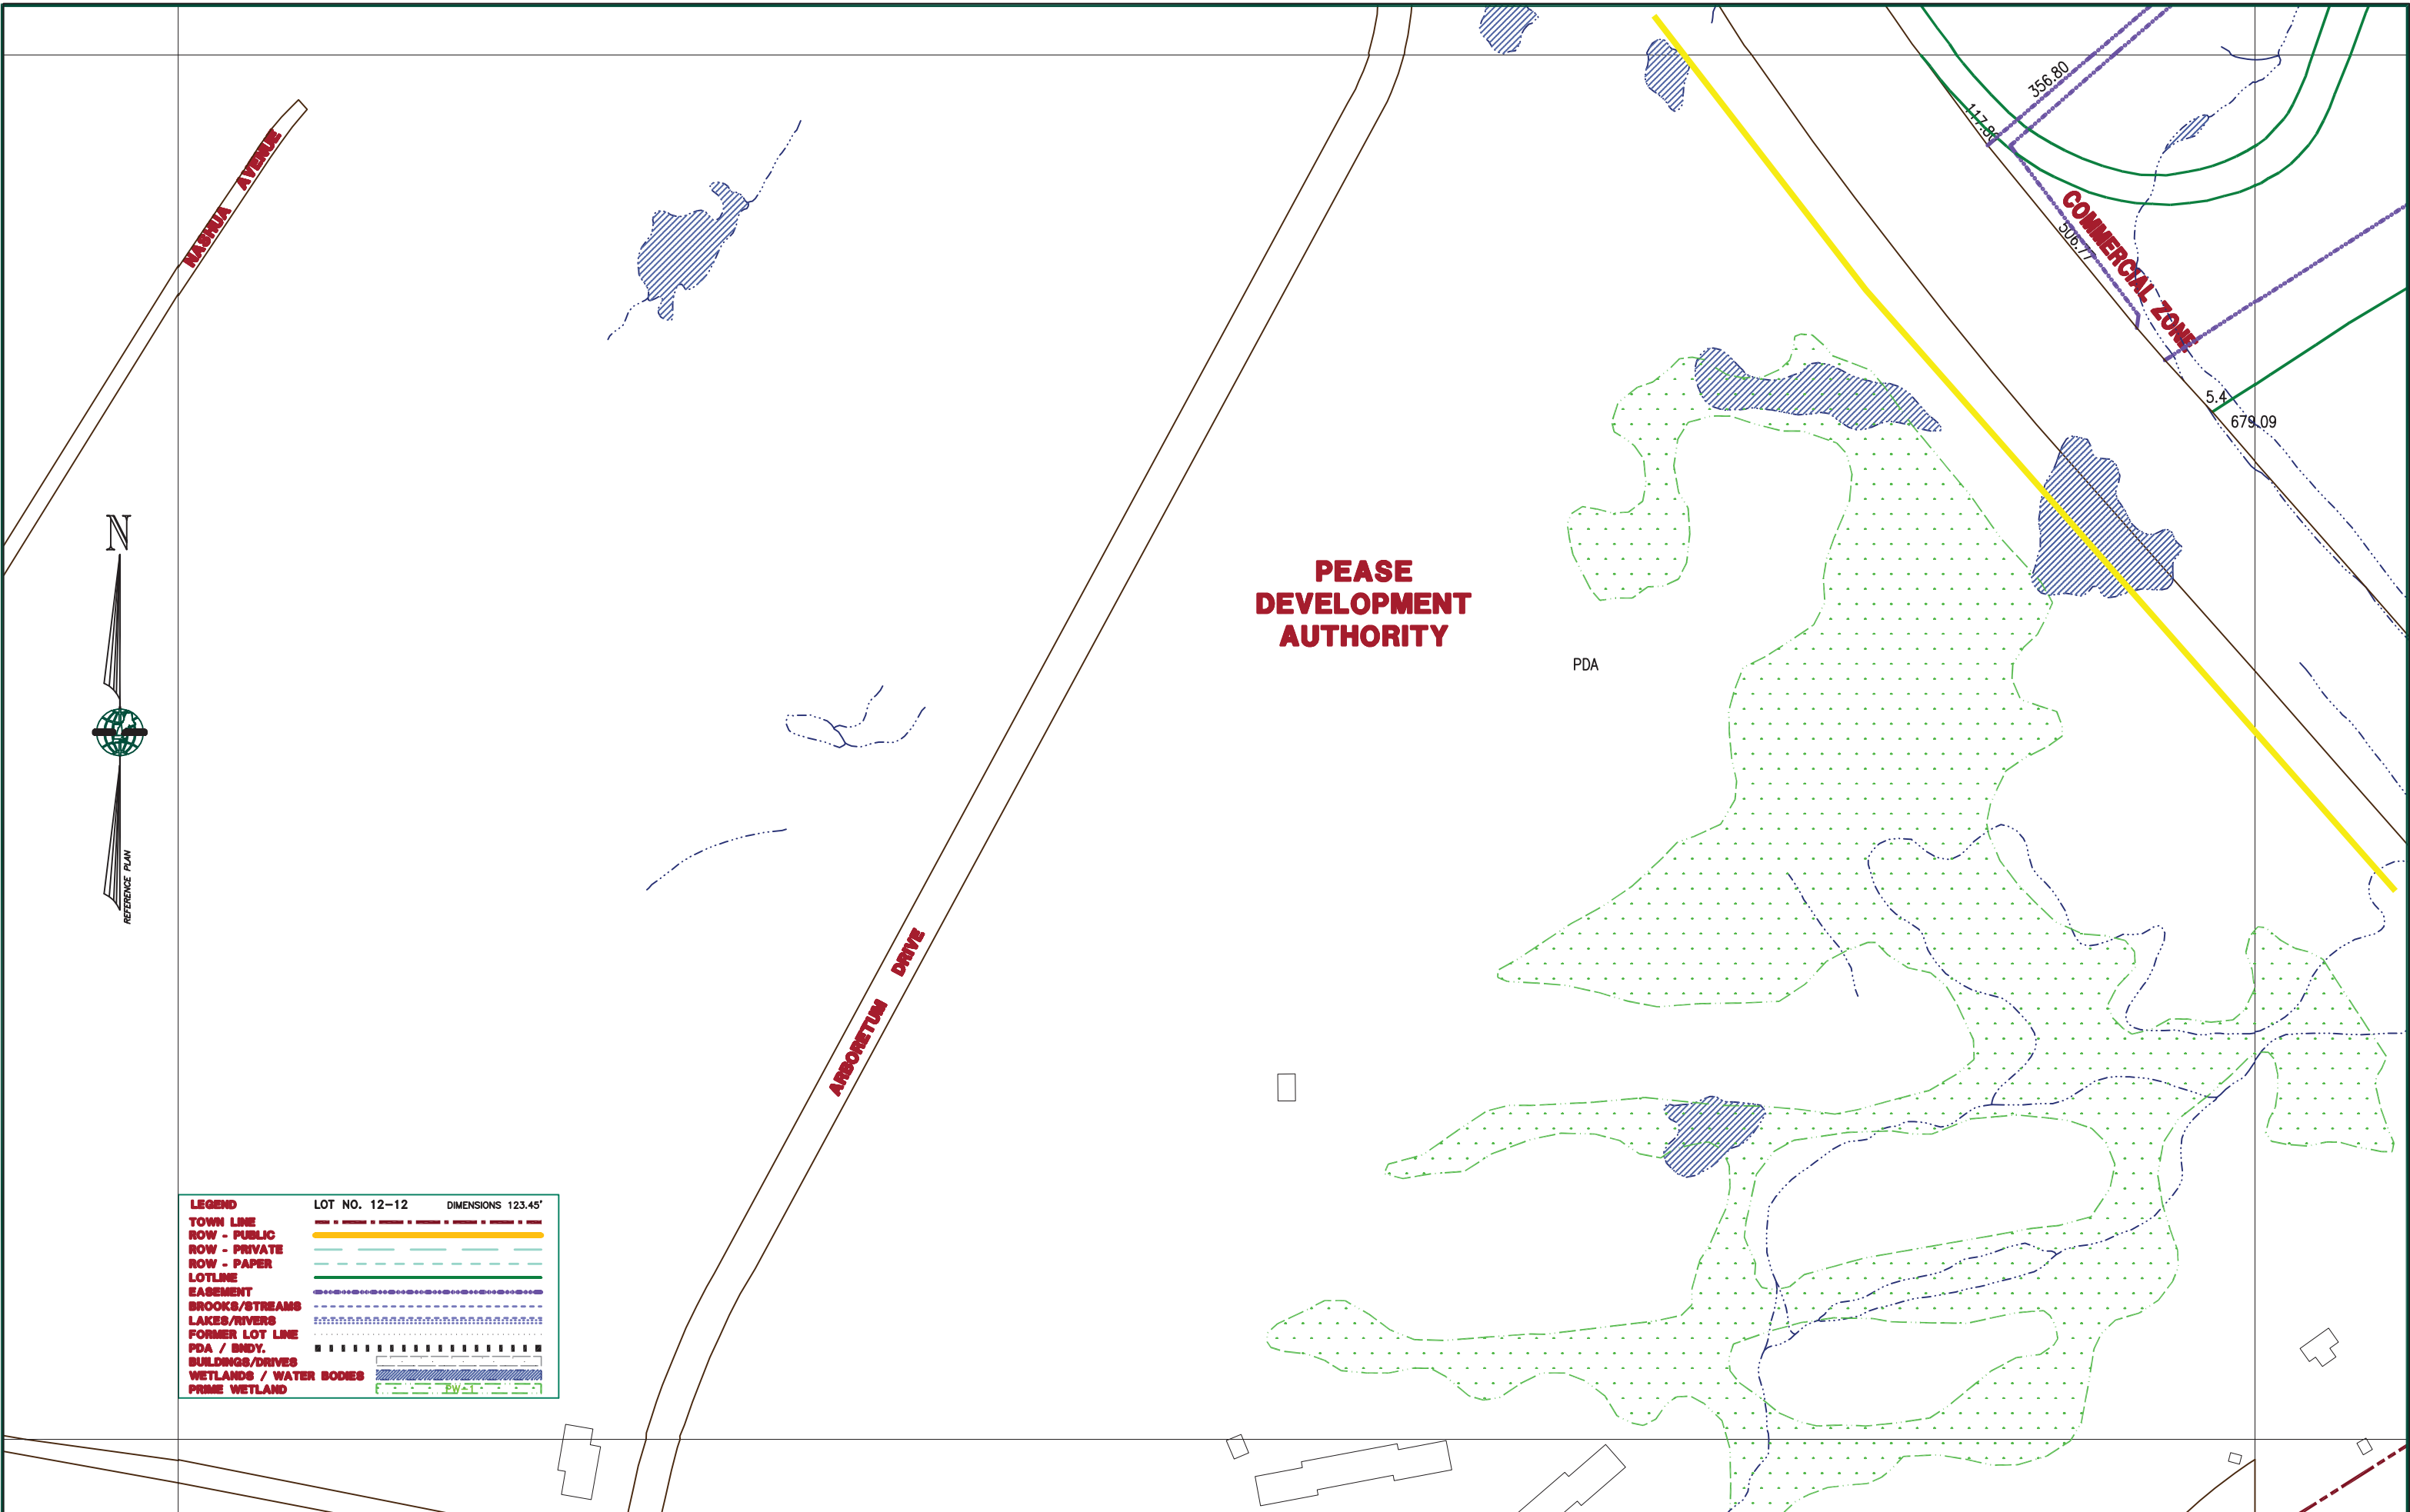 356.80
117.8
NASHUA AVENUE
COMMERCIAL ZONE
506.77
5.4
679.09
N
PEASE
DEVELOPMENT
AUTHORITY
PDA
REFERENCE PLAN
ARBORETUM DRIVE
LEGEND LOT NO. 12-12 DIMENSIONS 123.45'
TOWN LINE
ROW - PUBLIC
ROW - PRIVATE
ROW - PAPER
LOTLINE
EASEMENT
BROOKS/STREAMS
LAKES/RIVERS
FORMER LOT LINE
PDA / BNDY.
BUILDINGS/DRIVES
WETLANDS / WATER BODIES
PRIME WETLAND PW-1